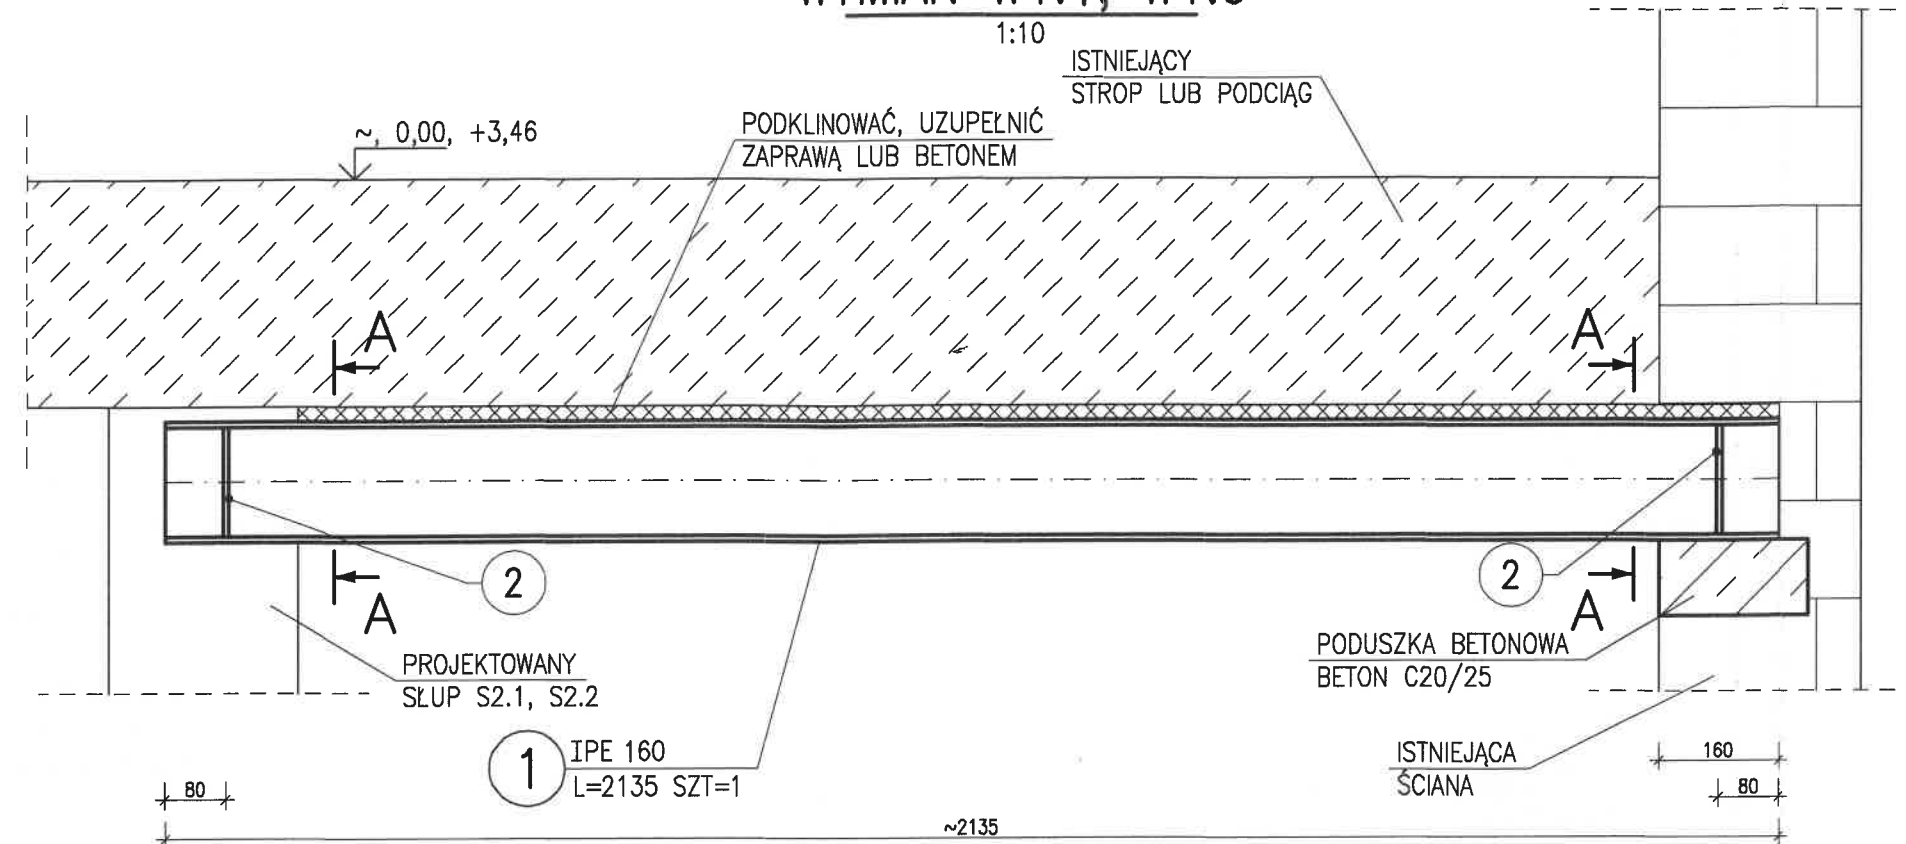 1:10
ISTNIEJĄCY
STROP LUB PODCIĄG
PODKLINOWAĆ, UZUPEŁNIĆ
ZAPRAWĄ LUB BETONEM
~, 0,00, +3,46
A
A
2
2
A
A
PROJEKTOWANY
SŁUP S2.1, S2.2
PODUSZKA BETONOWA
BETON C20/25
1
IPE 160
L=2135 SZT=1
ISTNIEJĄCA
ŚCIANA
160
80
80
~2135